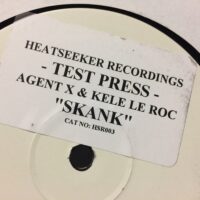 HEATSEEKER RECORDINGS
- TEST PRESS -
AGENT X & KELE LE ROC
"SKANK"
CAT NO: HSR003